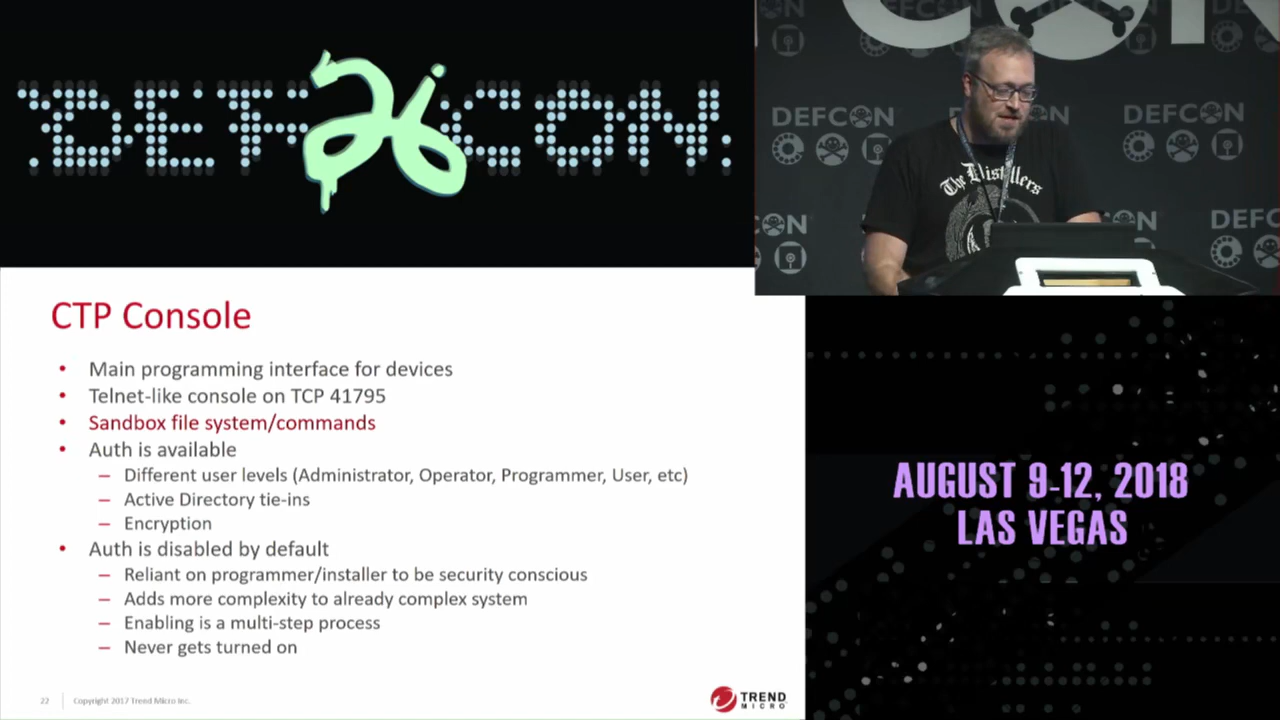 DEFCON
26
CON
DEFCON
DEFCON
DEFCON
The Distillers
CTP Console
• Main programming interface for devices
• Telnet-like console on TCP 41795
• Sandbox file system/commands
• Auth is available
– Different user levels (Administrator, Operator, Programmer, User, etc)
– Active Directory tie-ins
– Encryption
• Auth is disabled by default
– Reliant on programmer/installer to be security conscious
– Adds more complexity to already complex system
– Enabling is a multi-step process
– Never gets turned on
22
Copyright 2017 Trend Micro Inc.
TREND
MICRO
AUGUST 9-12, 2018
LAS VEGAS